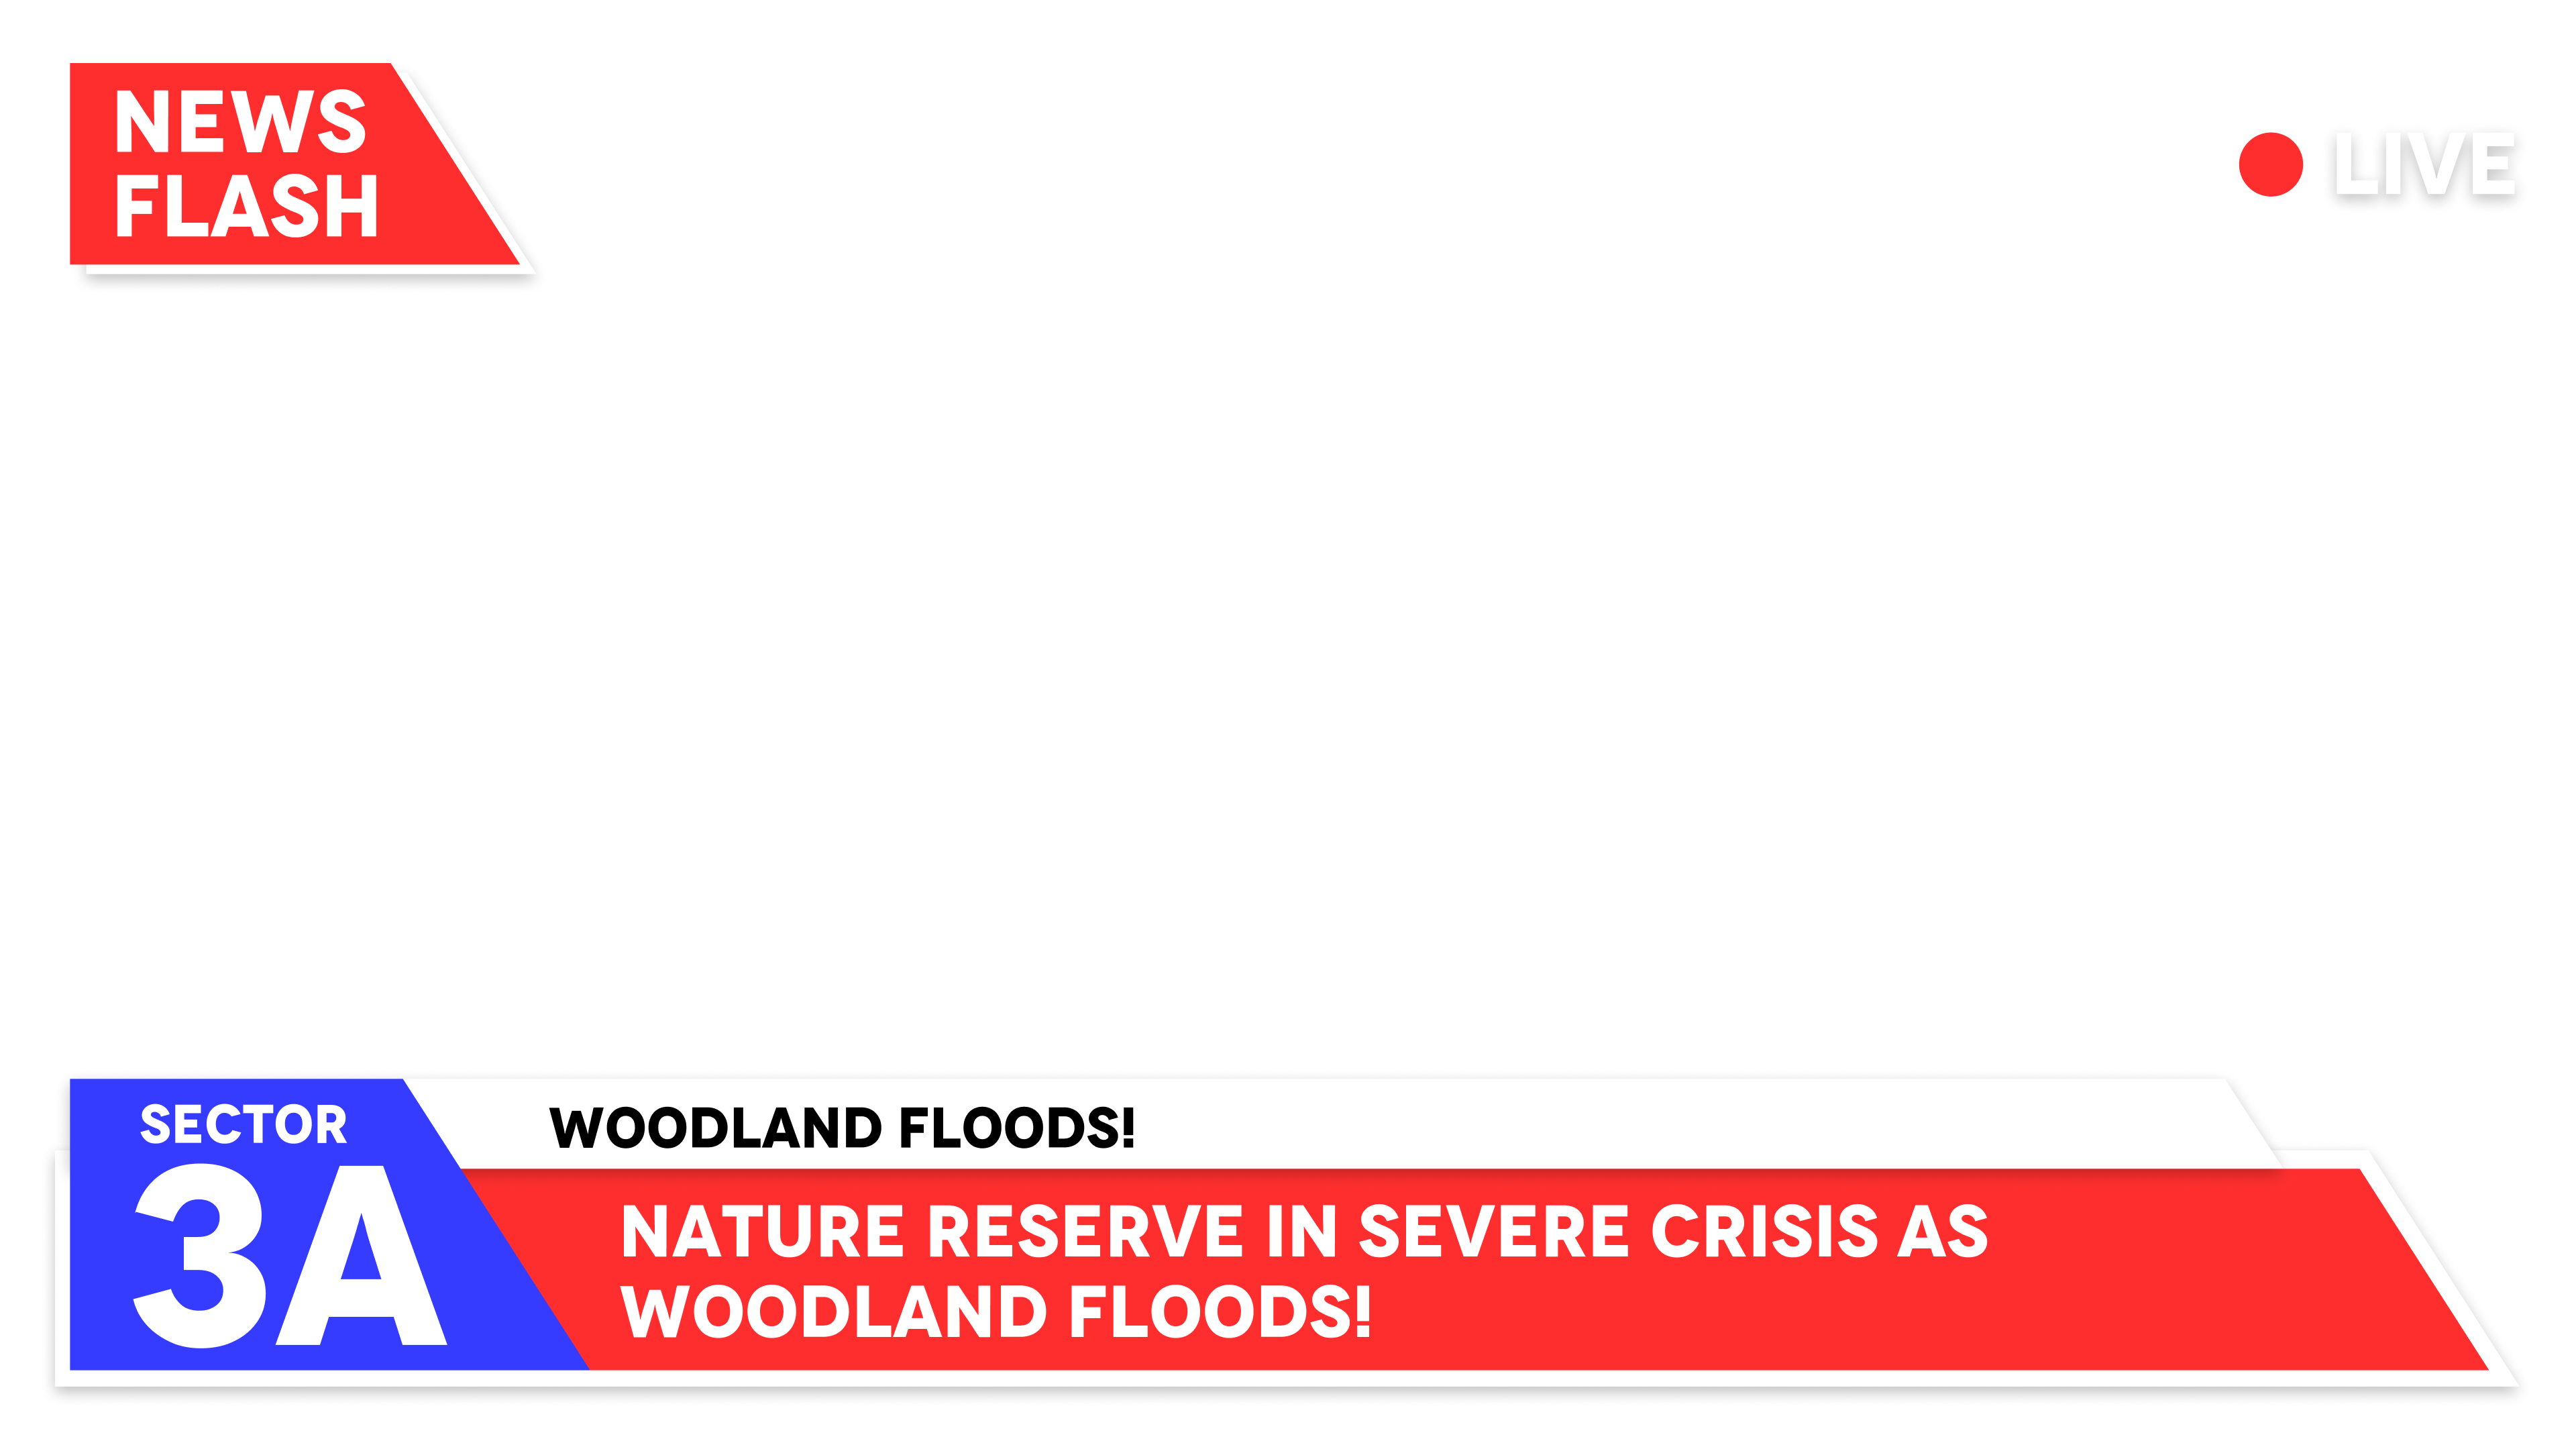 NEWS
FLASH
LIVE
SECTOR
3A
WOODLAND FLOODS!
NATURE RESERVE IN SEVERE CRISIS AS
WOODLAND FLOODS!